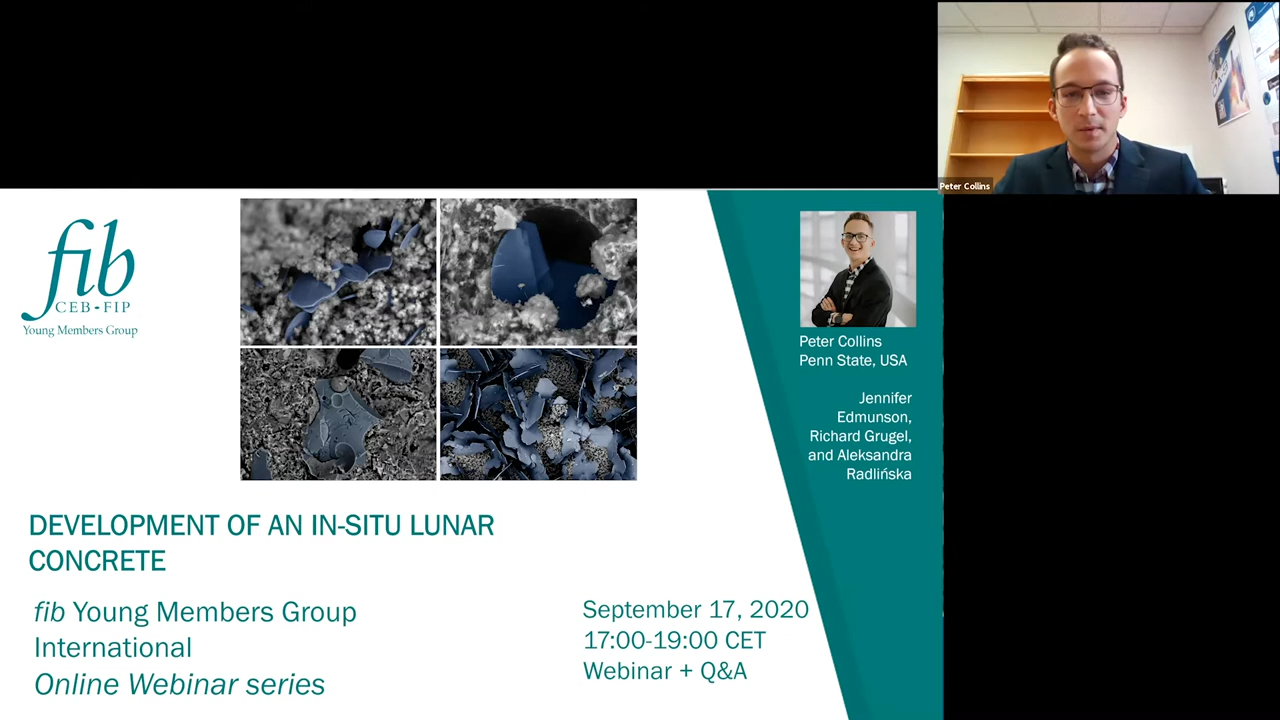 Peter Collins
fib
CEB • FIP
Young Members Group
Peter Collins
Penn State, USA
Jennifer
Edmunson,
Richard Grugel,
and Aleksandra
Radlińska
DEVELOPMENT OF AN IN-SITU LUNAR
CONCRETE
fib Young Members Group
International
Online Webinar series
September 17, 2020
17:00-19:00 CET
Webinar + Q&A